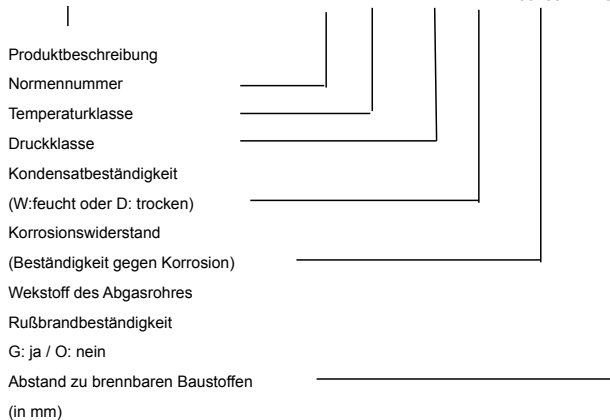 Produktbeschreibung
Normennummer
Temperaturklasse
Druckklasse
Kondensatbeständigkeit
(W:feucht oder D: trocken)
Korrosionswiderstand
(Beständigkeit gegen Korrosion)
Wekstoff des Abgasrohres
Rußbrandbeständigkeit
G: ja / O: nein
Abstand zu brennbaren Baustoffen
(in mm)